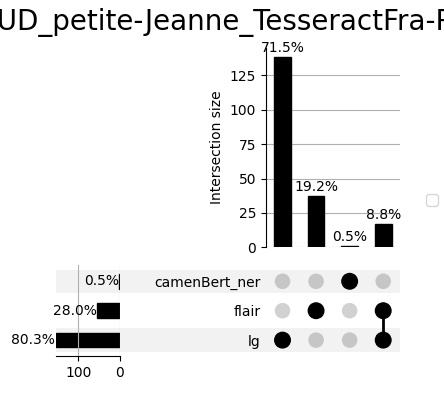 UD_petite-Jeanne_TesseractFra-
71.5%
125
100
19.2%
8.8%
0.5%
75
50
25
0
Intersection size
0.5% camenBert_ner
28.0% flair
80.3% lg
100 0